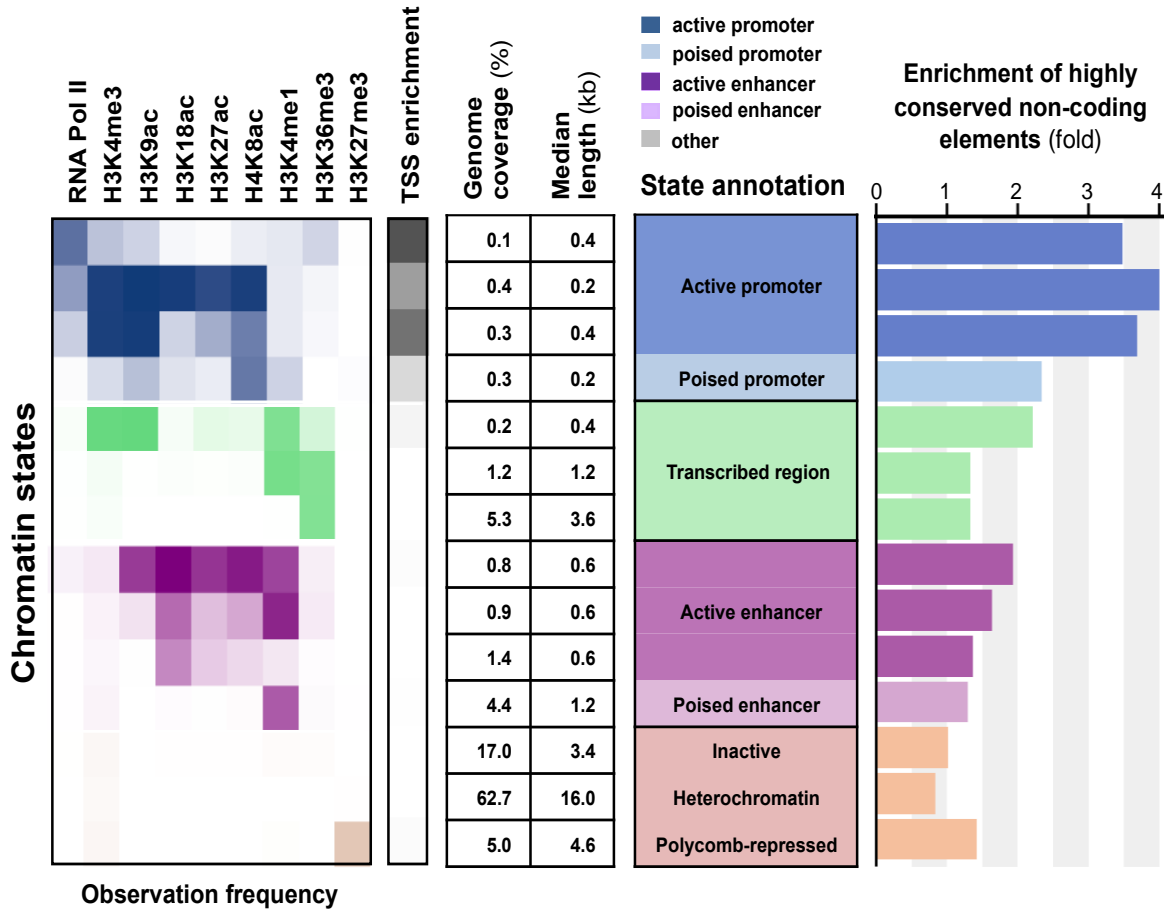 RNA Pol II
H3K4me3
H3K9ac
H3K18ac
H3K27ac
H4K8ac
H3K4me1
H3K36me3
H3K27me3
TSS enrichment
Genome
coverage (%)
Median
length (kb)
active promoter
poised promoter
active enhancer
poised enhancer
other
State annotation
Enrichment of highly
conserved non-coding
elements (fold)
0 1 2 3 4
Chromatin states
0.1 0.4
0.4 0.2 Active promoter
0.3 0.4
0.3 0.2 Poised promoter
0.2 0.4
1.2 1.2 Transcribed region
5.3 3.6
0.8 0.6
0.9 0.6 Active enhancer
1.4 0.6
4.4 1.2 Poised enhancer
17.0 3.4 Inactive
62.7 16.0 Heterochromatin
5.0 4.6 Polycomb-repressed
Observation frequency